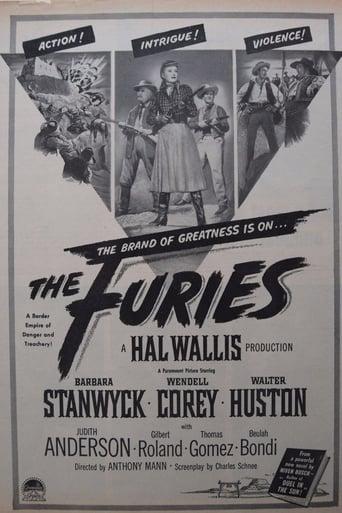 ACTION!
INTRIGUE!
VIOLENCE!
THE BRAND OF GREATNESS IS ON...
THE FURIES
A Border
Empire of
Danger and
Treachery!
A HAL WALLIS PRODUCTION
A Paramount Picture Starring
BARBARA STANWYCK · WENDELL COREY · WALTER HUSTON
with
JUDITH ANDERSON · Gilbert Roland · Thomas Gomez · Beulah Bondi
Directed by ANTHONY MANN · Screenplay by Charles Schnee
From a
powerful
new novel by
NIVEN BUSCH
Author of
DUEL IN
THE SUN!